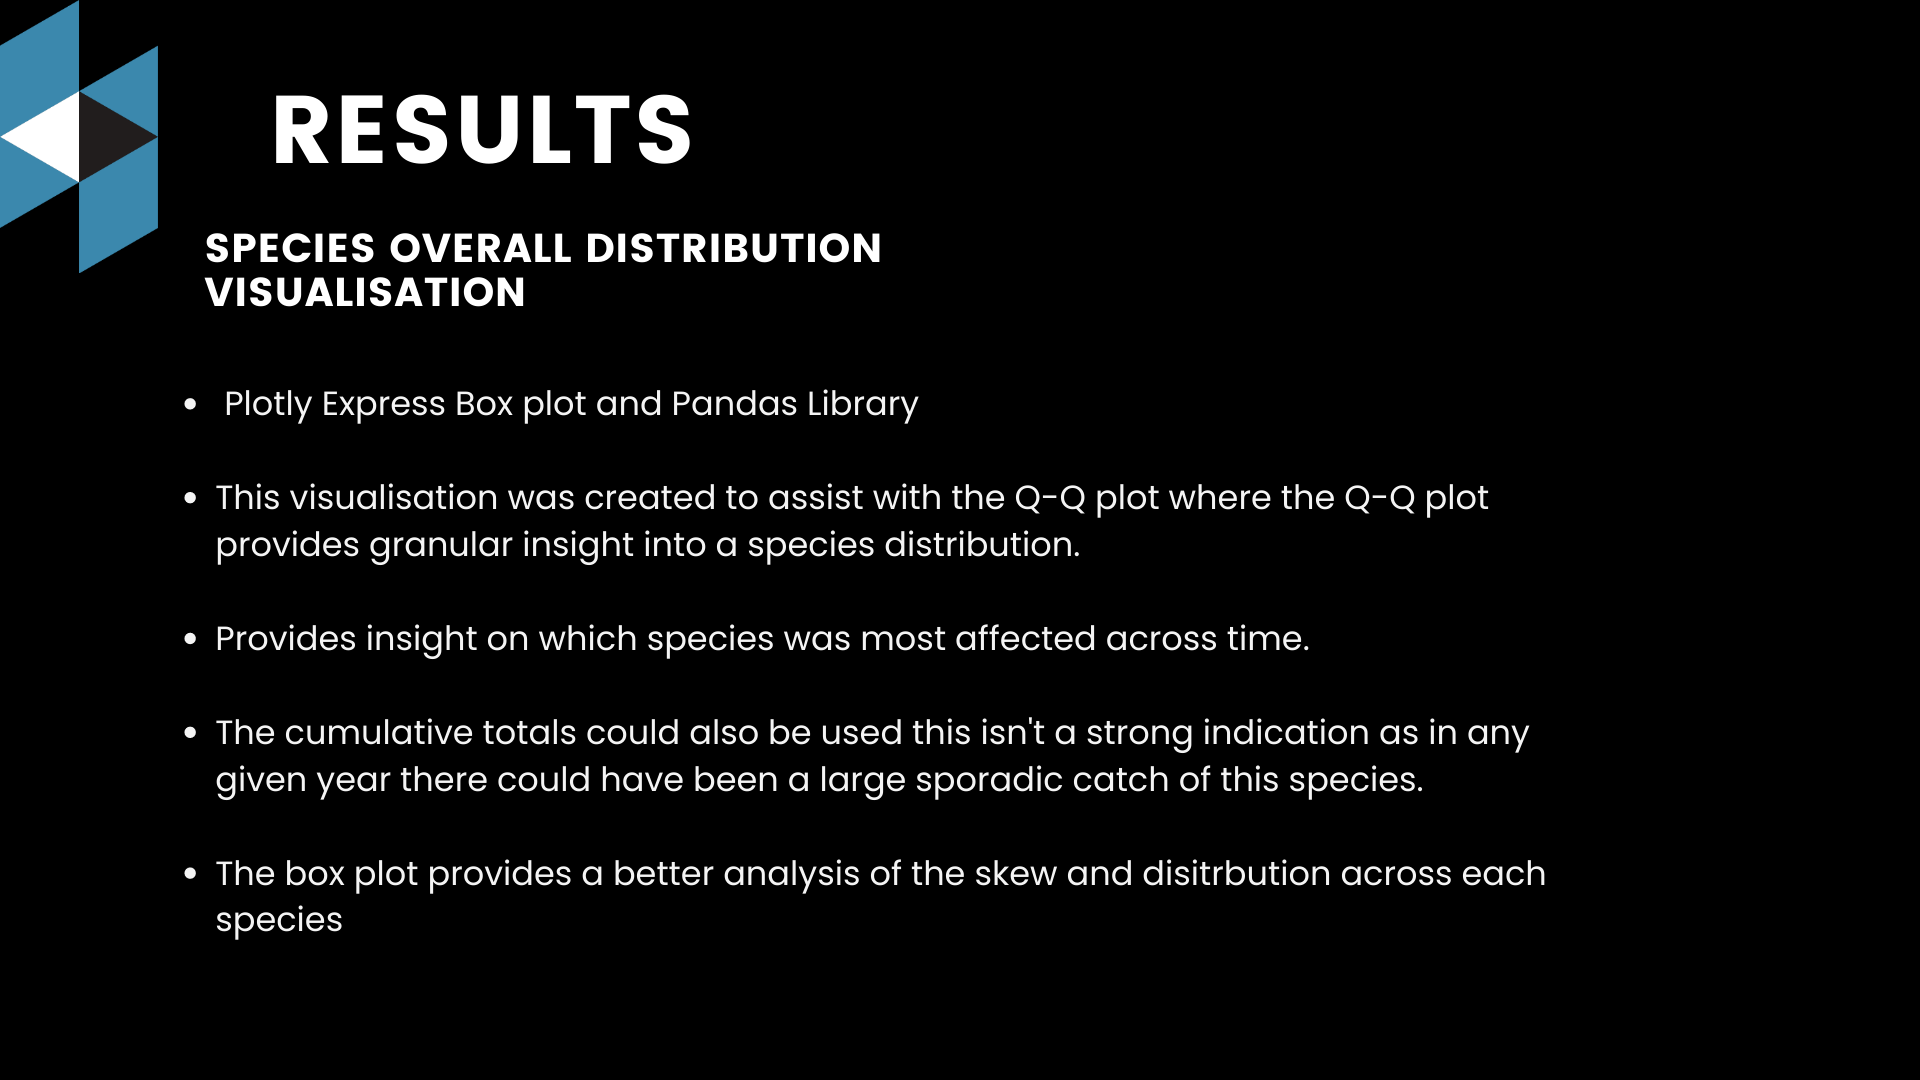 RESULTS
SPECIES OVERALL DISTRIBUTION
VISUALISATION
• Plotly Express Box plot and Pandas Library
• This visualisation was created to assist with the Q-Q plot where the Q-Q plot
provides granular insight into a species distribution.
• Provides insight on which species was most affected across time.
• The cumulative totals could also be used this isn't a strong indication as in any
given year there could have been a large sporadic catch of this species.
• The box plot provides a better analysis of the skew and disitrbution across each
species